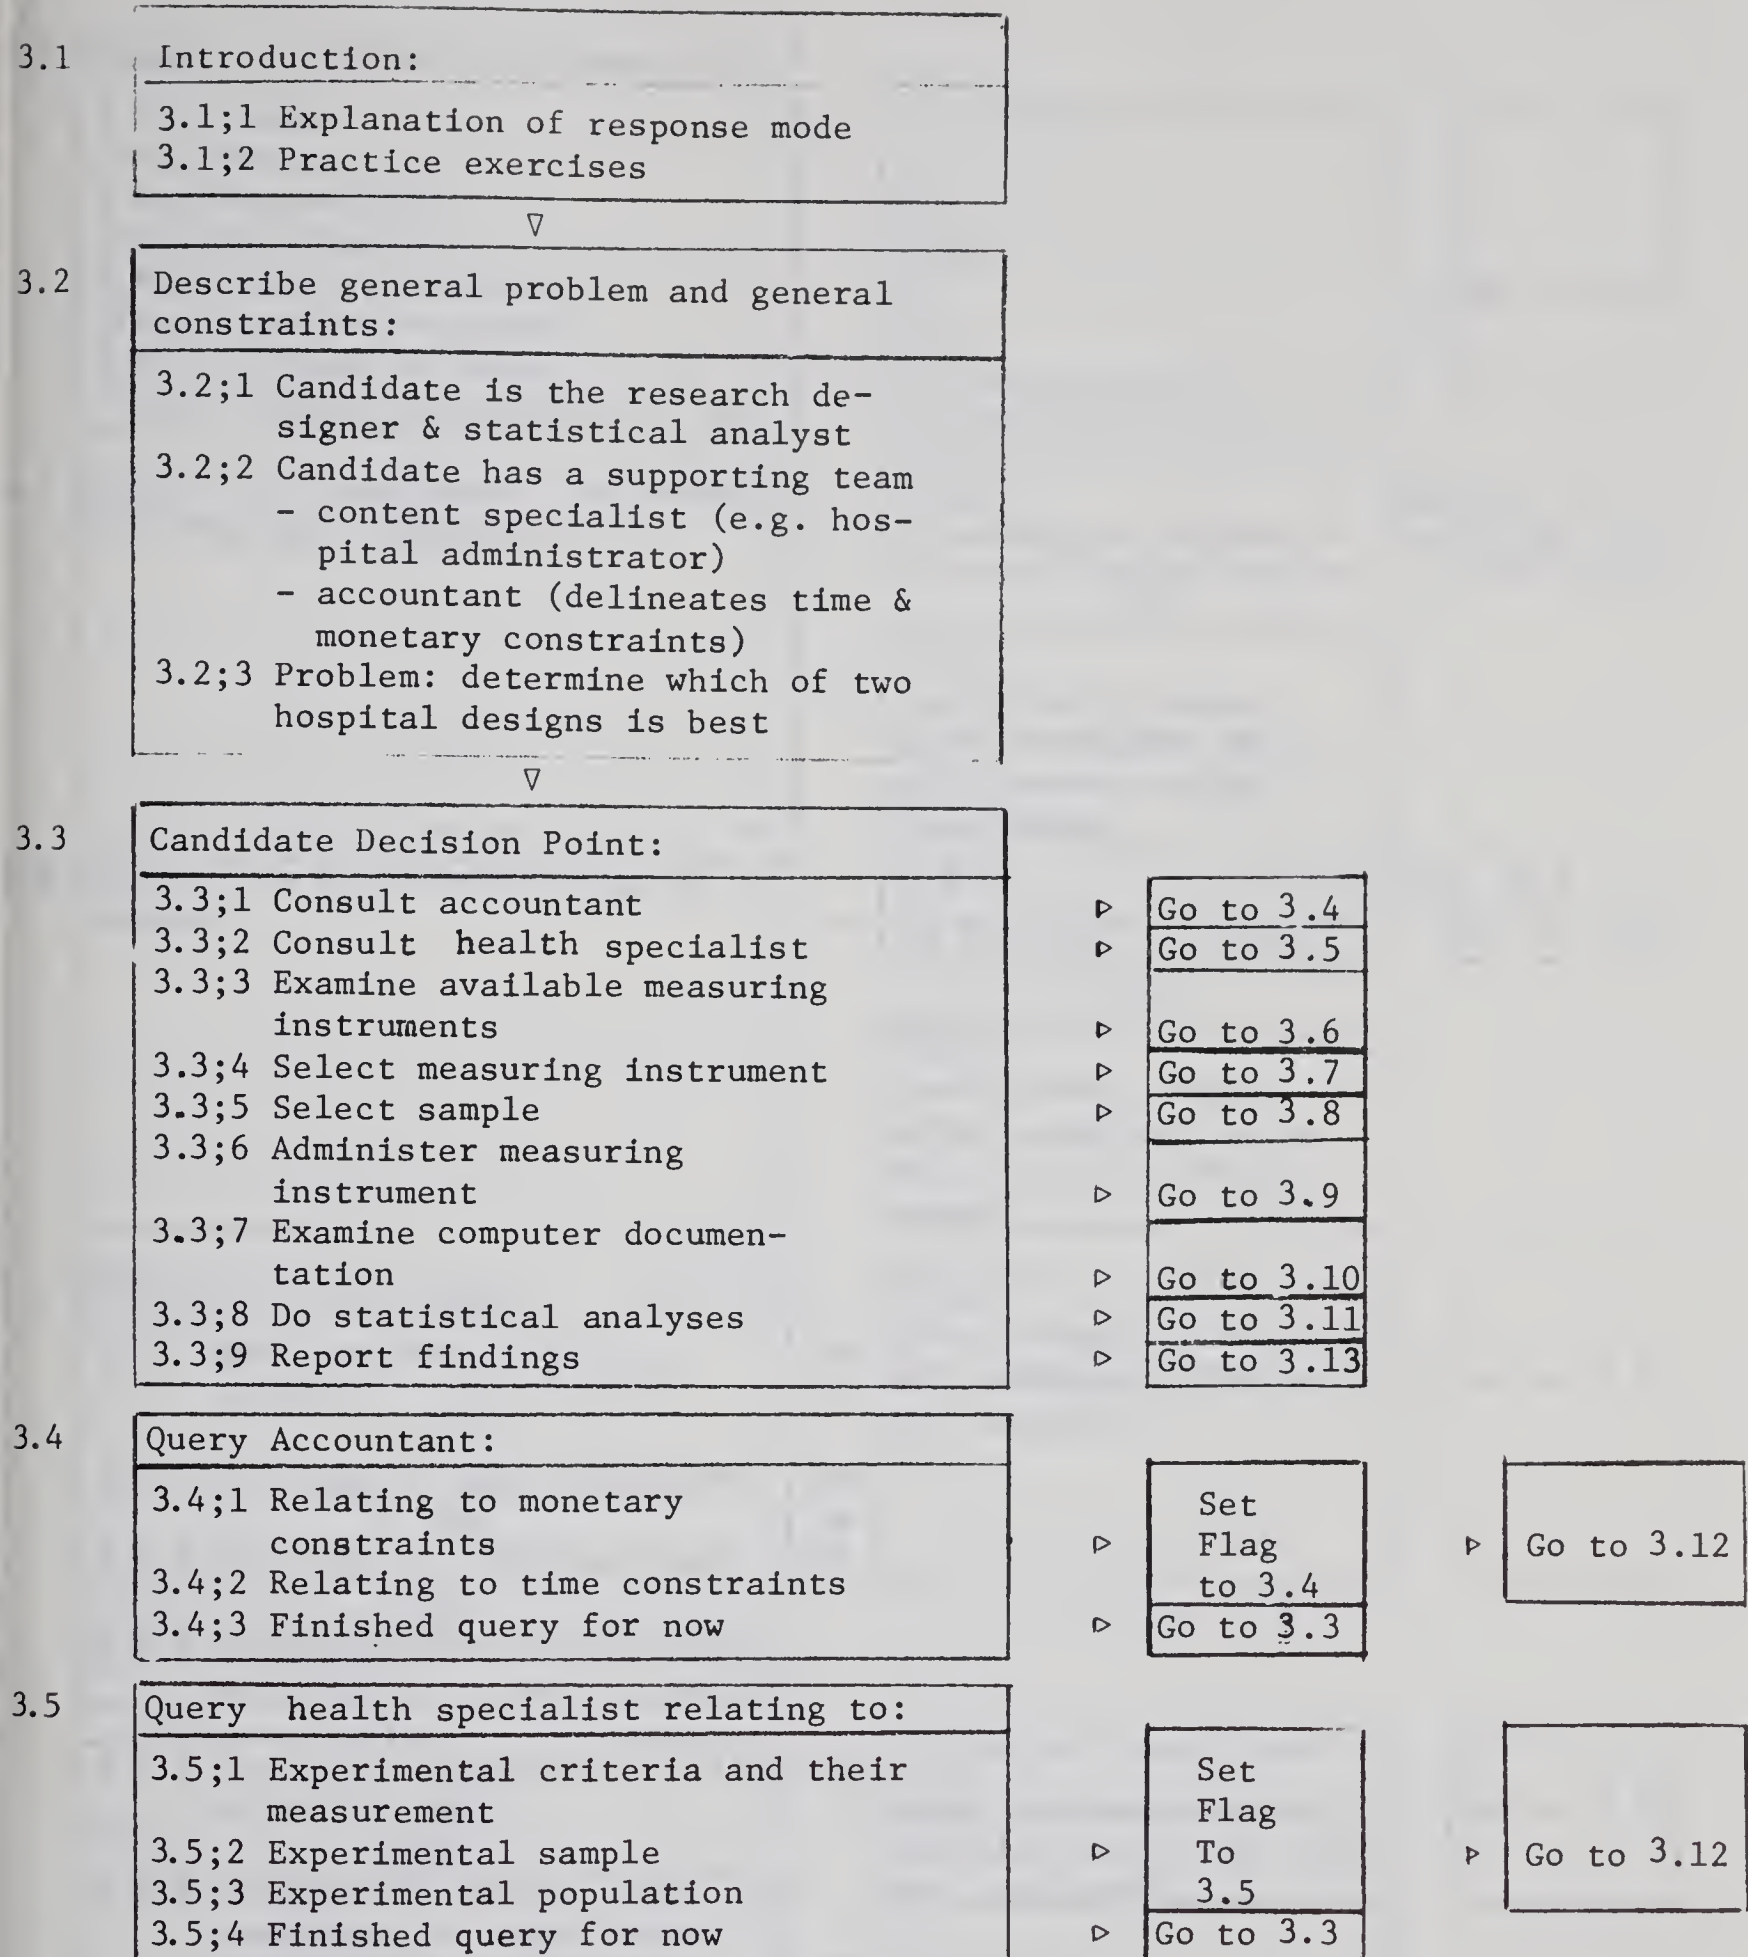 3.1 Introduction:
3.1;1 Explanation of response mode
3.1;2 Practice exercises
▽
3.2 Describe general problem and general
constraints:
3.2;1 Candidate is the research de-
signer & statistical analyst
3.2;2 Candidate has a supporting team
- content specialist (e.g. hos-
pital administrator)
- accountant (delineates time &
monetary constraints)
3.2;3 Problem: determine which of two
hospital designs is best
▽
3.3 Candidate Decision Point:
3.3;1 Consult accountant ▷ Go to 3.4
3.3;2 Consult health specialist ▷ Go to 3.5
3.3;3 Examine available measuring
instruments ▷ Go to 3.6
3.3;4 Select measuring instrument ▷ Go to 3.7
3.3;5 Select sample ▷ Go to 3.8
3.3;6 Administer measuring
instrument ▷ Go to 3.9
3.3;7 Examine computer documen-
tation ▷ Go to 3.10
3.3;8 Do statistical analyses ▷ Go to 3.11
3.3;9 Report findings ▷ Go to 3.13
3.4 Query Accountant:
3.4;1 Relating to monetary Set
constraints ▷ Flag ▷ Go to 3.12
3.4;2 Relating to time constraints to 3.4
3.4;3 Finished query for now ▷ Go to 3.3
3.5 Query health specialist relating to:
3.5;1 Experimental criteria and their Set
measurement Flag
3.5;2 Experimental sample ▷ To ▷ Go to 3.12
3.5;3 Experimental population 3.5
3.5;4 Finished query for now ▷ Go to 3.3